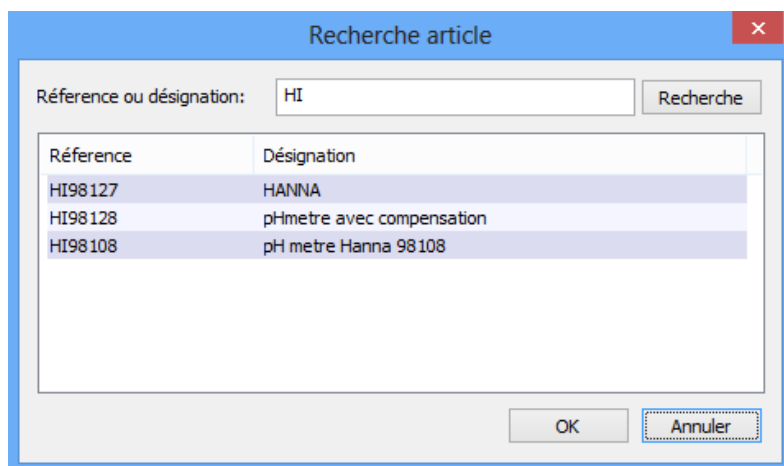 Recherche article
Réference ou désignation: HI Recherche
Réference Désignation
HI98127 HANNA
HI98128 pHmetre avec compensation
HI98108 pH metre Hanna 98108
OK Annuler